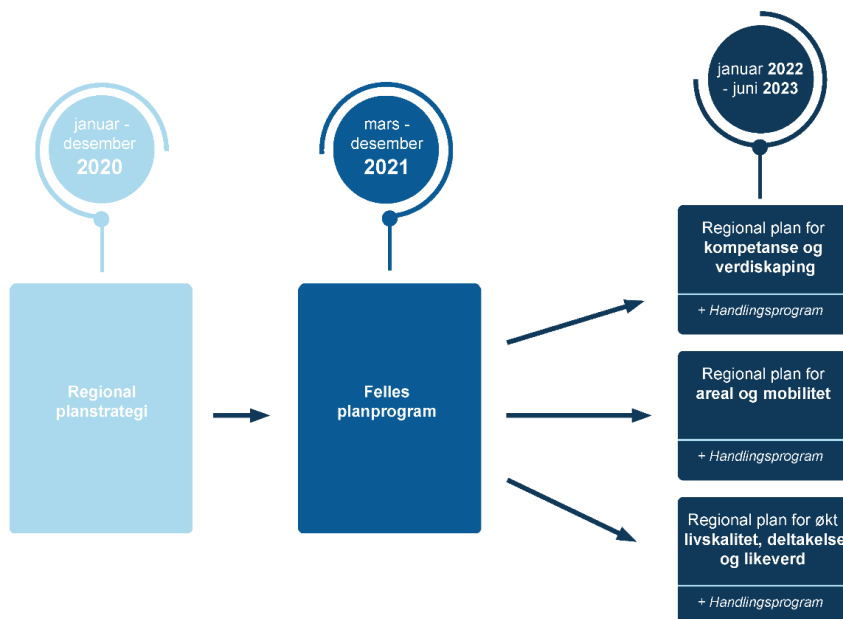 januar -
desember
2020
mars -
desember
2021
januar 2022
- juni 2023
Regional
planstrategi
Felles
planprogram
Regional plan for
kompetanse og
verdiskaping
+ Handlingsprogram
Regional plan for
areal og mobilitet
+ Handlingsprogram
Regional plan for økt
livskalitet, deltakelse
og likeverd
+ Handlingsprogram